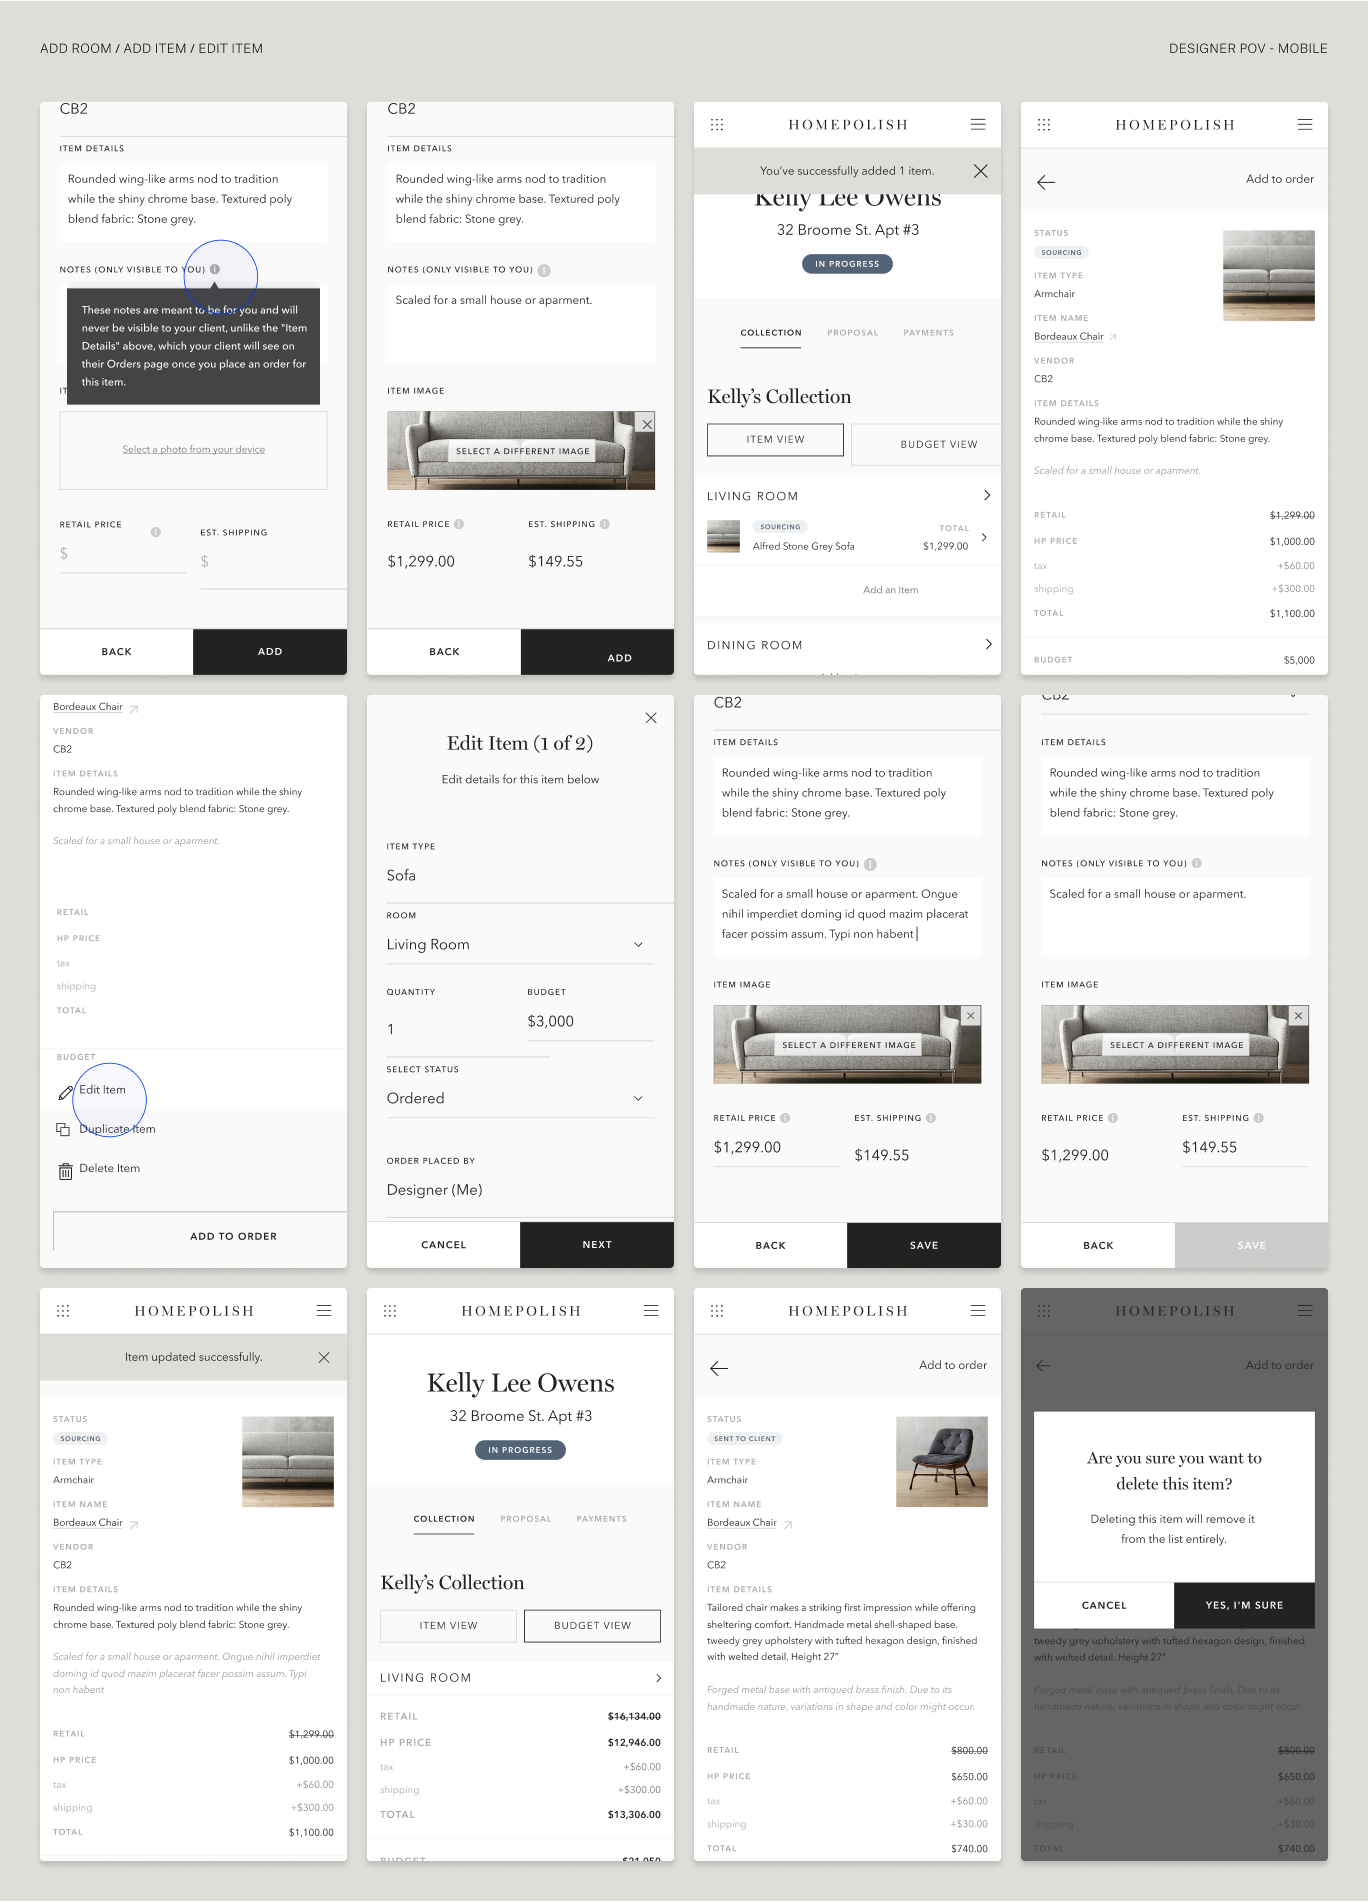 ADD ROOM / ADD ITEM / EDIT ITEM
DESIGNER POV - MOBILE
CB2
ITEM DETAILS
Rounded wing-like arms nod to tradition
while the shiny chrome base. Textured poly
blend fabric: Stone grey.
NOTES (ONLY VISIBLE TO YOU)
These notes are meant to be for you and will
never be visible to your client, unlike the "Item
Details" above, which your client will see on
their Orders page once you place an order for
this item.
IT
Select a photo from your device
RETAIL PRICE
EST. SHIPPING
$
$
BACK
ADD
CB2
ITEM DETAILS
Rounded wing-like arms nod to tradition
while the shiny chrome base. Textured poly
blend fabric: Stone grey.
NOTES (ONLY VISIBLE TO YOU)
Scaled for a small house or aparment.
ITEM IMAGE
SELECT A DIFFERENT IMAGE
RETAIL PRICE
EST. SHIPPING
$1,299.00
$149.55
BACK
ADD
HOMEPOLISH
You've successfully added 1 item.
Kelly Lee Owens
32 Broome St. Apt #3
IN PROGRESS
COLLECTION PROPOSAL PAYMENTS
Kelly's Collection
ITEM VIEW
BUDGET VIEW
LIVING ROOM
SOURCING
TOTAL
Alfred Stone Grey Sofa
$1,299.00
Add an Item
DINING ROOM
HOMEPOLISH
Add to order
STATUS
SOURCING
ITEM TYPE
Armchair
ITEM NAME
Bordeaux Chair
VENDOR
CB2
ITEM DETAILS
Rounded wing-like arms nod to tradition while the shiny
chrome base. Textured poly blend fabric: Stone grey.
Scaled for a small house or aparment.
RETAIL $1,299.00
HP PRICE $1,000.00
tax +$60.00
shipping +$300.00
TOTAL $1,100.00
BUDGET $5,000
Bordeaux Chair
VENDOR
CB2
ITEM DETAILS
Rounded wing-like arms nod to tradition while the shiny
chrome base. Textured poly blend fabric: Stone grey.
Scaled for a small house or aparment.
RETAIL
HP PRICE
tax
shipping
TOTAL
BUDGET
Edit Item
Duplicate Item
Delete Item
ADD TO ORDER
Edit Item (1 of 2)
Edit details for this item below
ITEM TYPE
Sofa
ROOM
Living Room
QUANTITY
BUDGET
1
$3,000
SELECT STATUS
Ordered
ORDER PLACED BY
Designer (Me)
CANCEL
NEXT
CB2
ITEM DETAILS
Rounded wing-like arms nod to tradition
while the shiny chrome base. Textured poly
blend fabric: Stone grey.
NOTES (ONLY VISIBLE TO YOU)
Scaled for a small house or aparment. Ongue
nihil imperdiet doming id quod mazim placerat
facer possim assum. Typi non habent
ITEM IMAGE
SELECT A DIFFERENT IMAGE
RETAIL PRICE
EST. SHIPPING
$1,299.00
$149.55
BACK
SAVE
CB2
ITEM DETAILS
Rounded wing-like arms nod to tradition
while the shiny chrome base. Textured poly
blend fabric: Stone grey.
NOTES (ONLY VISIBLE TO YOU)
Scaled for a small house or aparment.
ITEM IMAGE
SELECT A DIFFERENT IMAGE
RETAIL PRICE
EST. SHIPPING
$1,299.00
$149.55
BACK
SAVE
HOMEPOLISH
Item updated successfully.
STATUS
SOURCING
ITEM TYPE
Armchair
ITEM NAME
Bordeaux Chair
VENDOR
CB2
ITEM DETAILS
Rounded wing-like arms nod to tradition while the shiny
chrome base. Textured poly blend fabric: Stone grey.
Scaled for a small house or aparment. Ongue nihil imperdiet
doming id quod mazim placerat facer possim assum. Typi
non habent
RETAIL $1,299.00
HP PRICE $1,000.00
tax +$60.00
shipping +$300.00
TOTAL $1,100.00
HOMEPOLISH
Kelly Lee Owens
32 Broome St. Apt #3
IN PROGRESS
COLLECTION PROPOSAL PAYMENTS
Kelly's Collection
ITEM VIEW
BUDGET VIEW
LIVING ROOM
RETAIL $16,134.00
HP PRICE $12,946.00
tax +$60.00
shipping +$300.00
TOTAL $13,306.00
BUDGET $21,050
HOMEPOLISH
Add to order
STATUS
SENT TO CLIENT
ITEM TYPE
Armchair
ITEM NAME
Bordeaux Chair
VENDOR
CB2
ITEM DETAILS
Tailored chair makes a striking first impression while offering
sheltering comfort. Handmade metal shell-shaped base.
tweedy grey upholstery with tufted hexagon design, finished
with welted detail. Height 27"
Forged metal base with antiqued brass finish. Due to its
handmade nature, variations in shape and color might occur.
RETAIL $800.00
HP PRICE $650.00
tax +$60.00
shipping +$30.00
TOTAL $740.00
HOMEPOLISH
Add to order
Are you sure you want to
delete this item?
Deleting this item will remove it
from the list entirely.
CANCEL
YES, I'M SURE
tweedy grey upholstery with tufted hexagon design, finished
with welted detail. Height 27"
Forged metal base with antiqued brass finish. Due to its
handmade nature, variations in shape and color might occur.
RETAIL $800.00
HP PRICE $650.00
tax +$60.00
shipping +$30.00
TOTAL $740.00